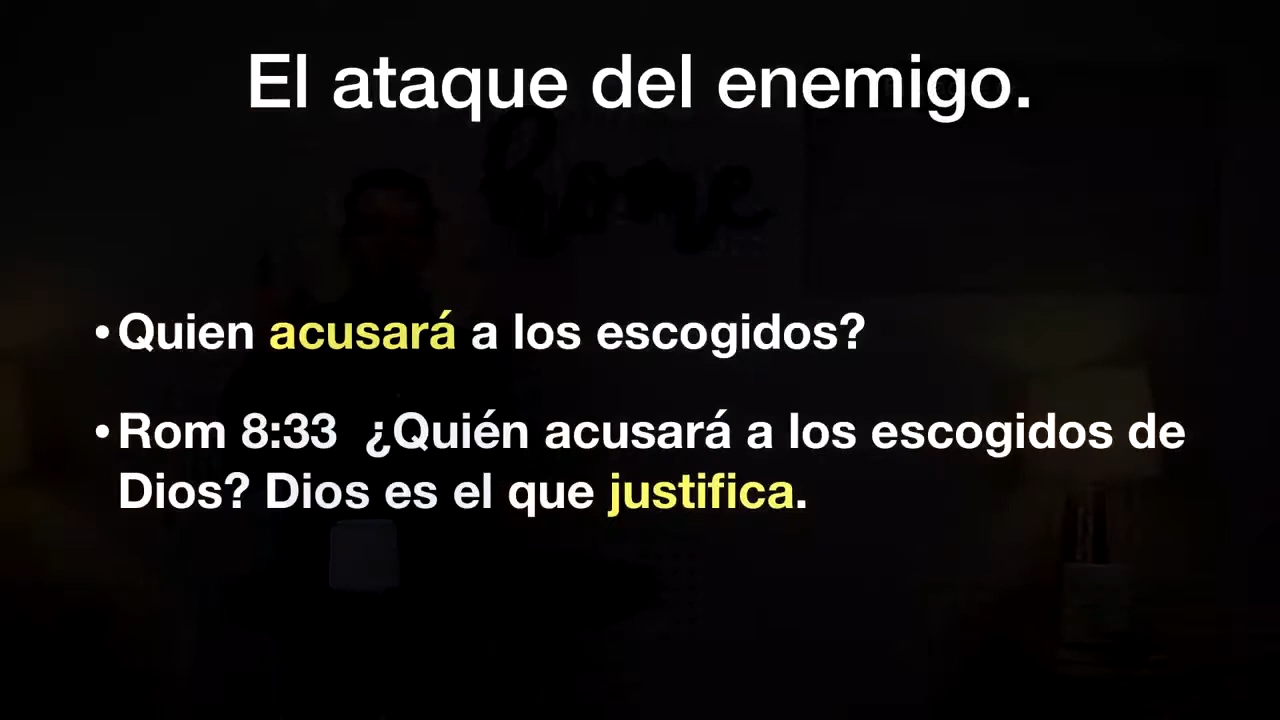 El ataque del enemigo.
home
• Quien acusará a los escogidos?
• Rom 8:33 ¿Quién acusará a los escogidos de
Dios? Dios es el que justifica.